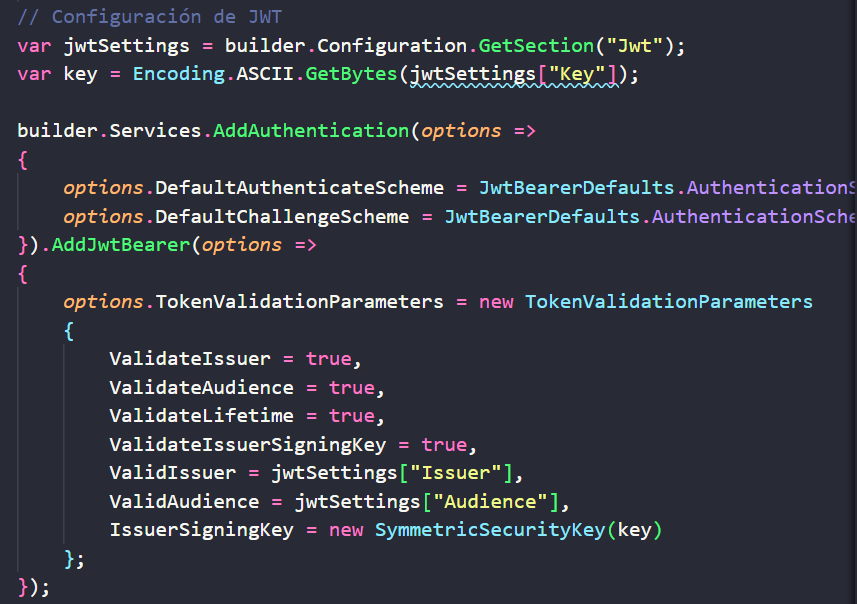 // Configuración de JWT
var jwtSettings = builder.Configuration.GetSection("Jwt");
var key = Encoding.ASCII.GetBytes(jwtSettings["Key"]);
builder.Services.AddAuthentication(options =>
{
options.DefaultAuthenticateScheme = JwtBearerDefaults.AuthenticationS
options.DefaultChallengeScheme = JwtBearerDefaults.AuthenticationSche
}).AddJwtBearer(options =>
{
options.TokenValidationParameters = new TokenValidationParameters
{
ValidateIssuer = true,
ValidateAudience = true,
ValidateLifetime = true,
ValidateIssuerSigningKey = true,
ValidIssuer = jwtSettings["Issuer"],
ValidAudience = jwtSettings["Audience"],
IssuerSigningKey = new SymmetricSecurityKey(key)
};
});